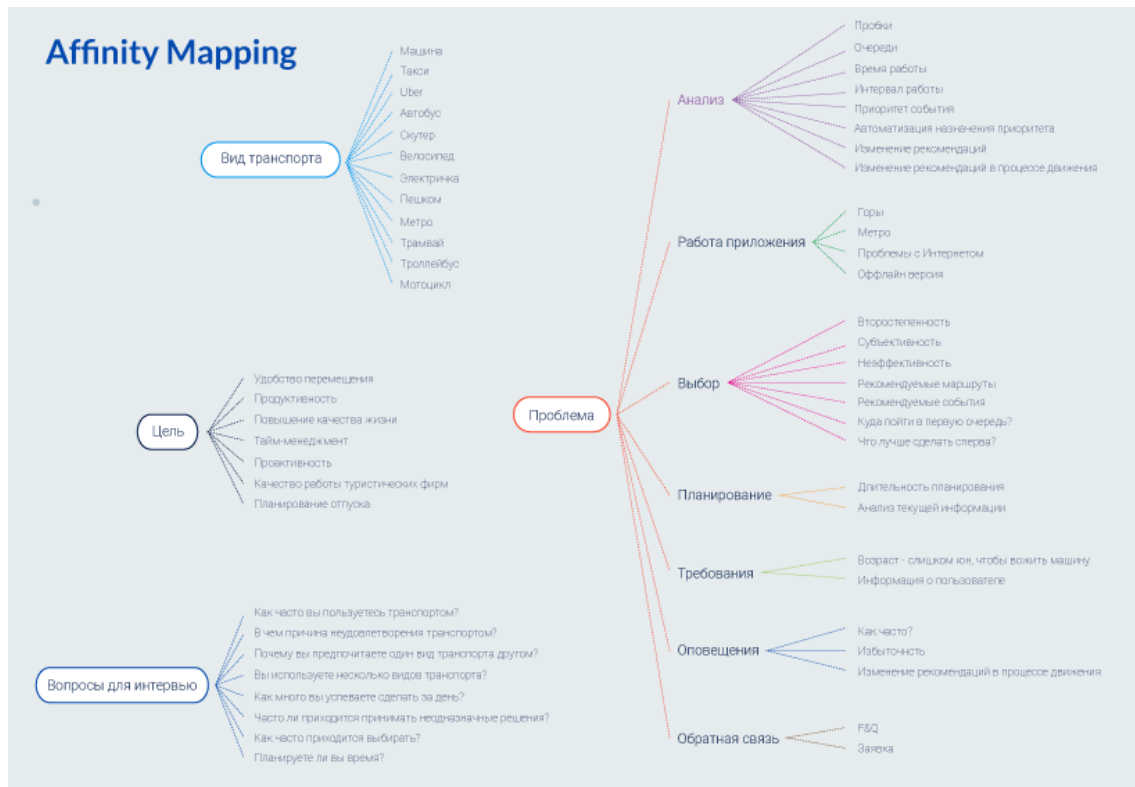 Affinity Mapping
Вид транспорта
Машина
Такси
Uber
Автобус
Скутер
Велосипед
Электричка
Пешком
Метро
Трамвай
Троллейбус
Мотоцикл
Цель
Удобство перемещения
Продуктивность
Повышение качества жизни
Тайм-менеджмент
Проактивность
Качество работы туристических фирм
Планирование отпуска
Вопросы для интервью
Как часто вы пользуетесь транспортом?
В чем причина неудовлетворения транспортом?
Почему вы предпочитаете один вид транспорта другом?
Вы используете несколько видов транспорта?
Как много вы успеваете сделать за день?
Часто ли приходится принимать неодназначные решения?
Как часто приходится выбирать?
Планируете ли вы время?
Проблема
Анализ
Пробки
Очереди
Время работы
Интервал работы
Приоритет события
Автоматизация назначения приоритета
Изменение рекомендаций
Изменение рекомендаций в процессе движения
Работа приложения
Горы
Метро
Проблемы с Интернетом
Оффлайн версия
Выбор
Второстепенность
Субъективность
Неэффективность
Рекомендуемые маршруты
Рекомендуемые события
Куда пойти в первую очередь?
Что лучше сделать сперва?
Планирование
Длительность планирования
Анализ текущей информации
Требования
Возраст - слишком юн, чтобы вожить машину
Информация о пользователе
Оповещения
Как часто?
Избыточноть
Изменение рекомендаций в процессе движения
Обратная связь
F&Q
Заявка